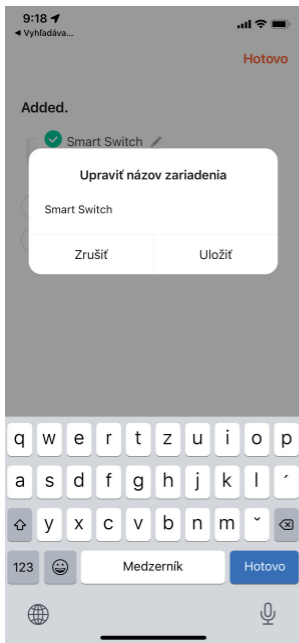 9:18
◀ Vyhľadáva...
Hotovo
Added.
Smart Switch
Upraviť názov zariadenia
Smart Switch
Zrušiť
Uložiť
q w e r t z u i o p
a s d f g h j k l ´
y x c v b n m ˇ
123
Medzerník
Hotovo